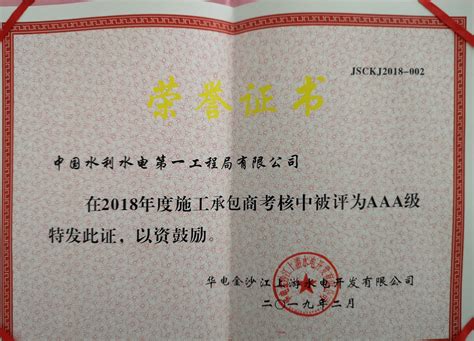 JSCKJ2018-002
荣誉证书
中国水利水电第一工程局有限公司
在2018年度施工承包商考核中被评为AAA级
特发此证，以资鼓励。
华电金沙江上游水电开发有限公司
二〇一九年二月